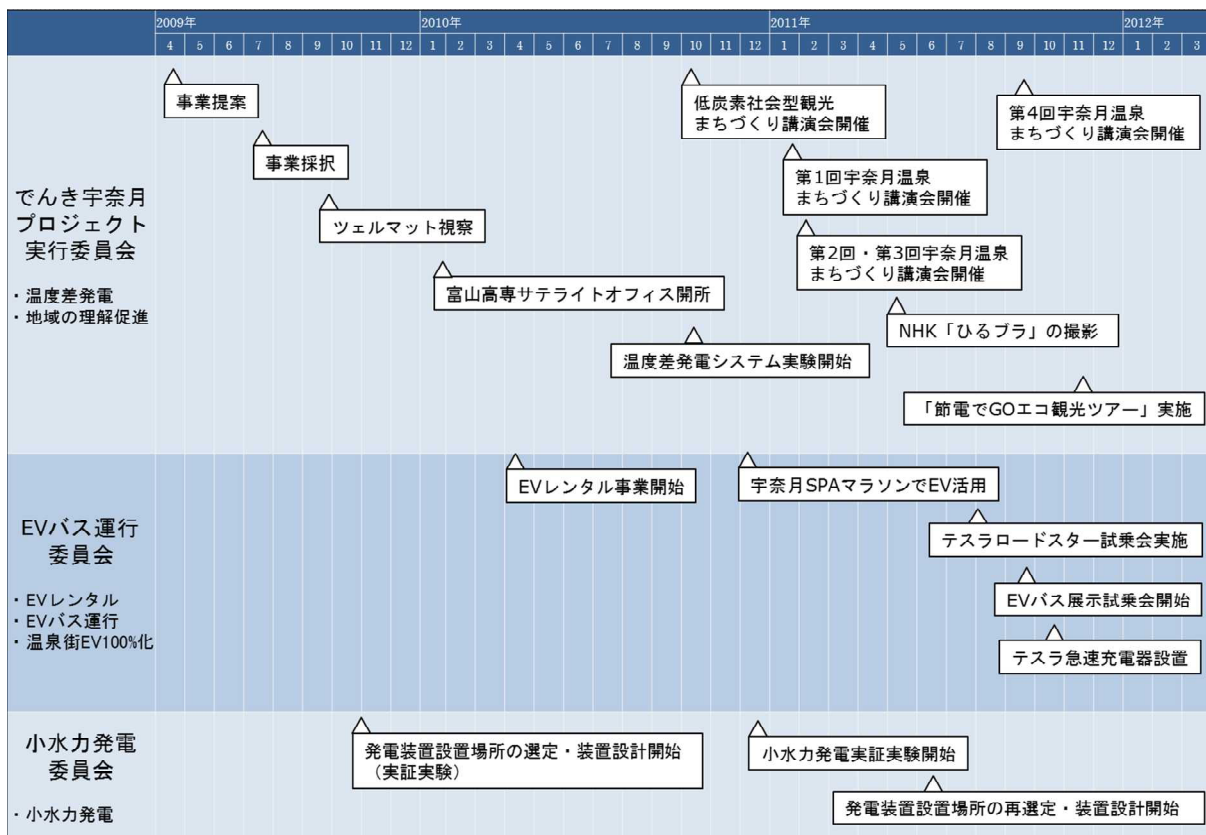 2009年 2010年 2011年 2012年
4 5 6 7 8 9 10 11 12 1 2 3 4 5 6 7 8 9 10 11 12 1 2 3 4 5 6 7 8 9 10 11 12 1 2 3
でんき宇奈月
プロジェクト
実行委員会
・温度差発電
・地域の理解促進
事業提案
事業採択
ツェルマット視察
富山高専サテライトオフィス開所
温度差発電システム実験開始
低炭素社会型観光
まちづくり講演会開催
第1回宇奈月温泉
まちづくり講演会開催
第2回・第3回宇奈月温泉
まちづくり講演会開催
NHK「ひるブラ」の撮影
第4回宇奈月温泉
まちづくり講演会開催
「節電でGOエコ観光ツアー」実施
EVバス運行
委員会
・EVレンタル
・EVバス運行
・温泉街EV100%化
EVレンタル事業開始
宇奈月SPAマラソンでEV活用
テスラロードスター試乗会実施
EVバス展示試乗会開始
テスラ急速充電器設置
小水力発電
委員会
・小水力発電
発電装置設置場所の選定・装置設計開始
（実証実験）
小水力発電実証実験開始
発電装置設置場所の再選定・装置設計開始